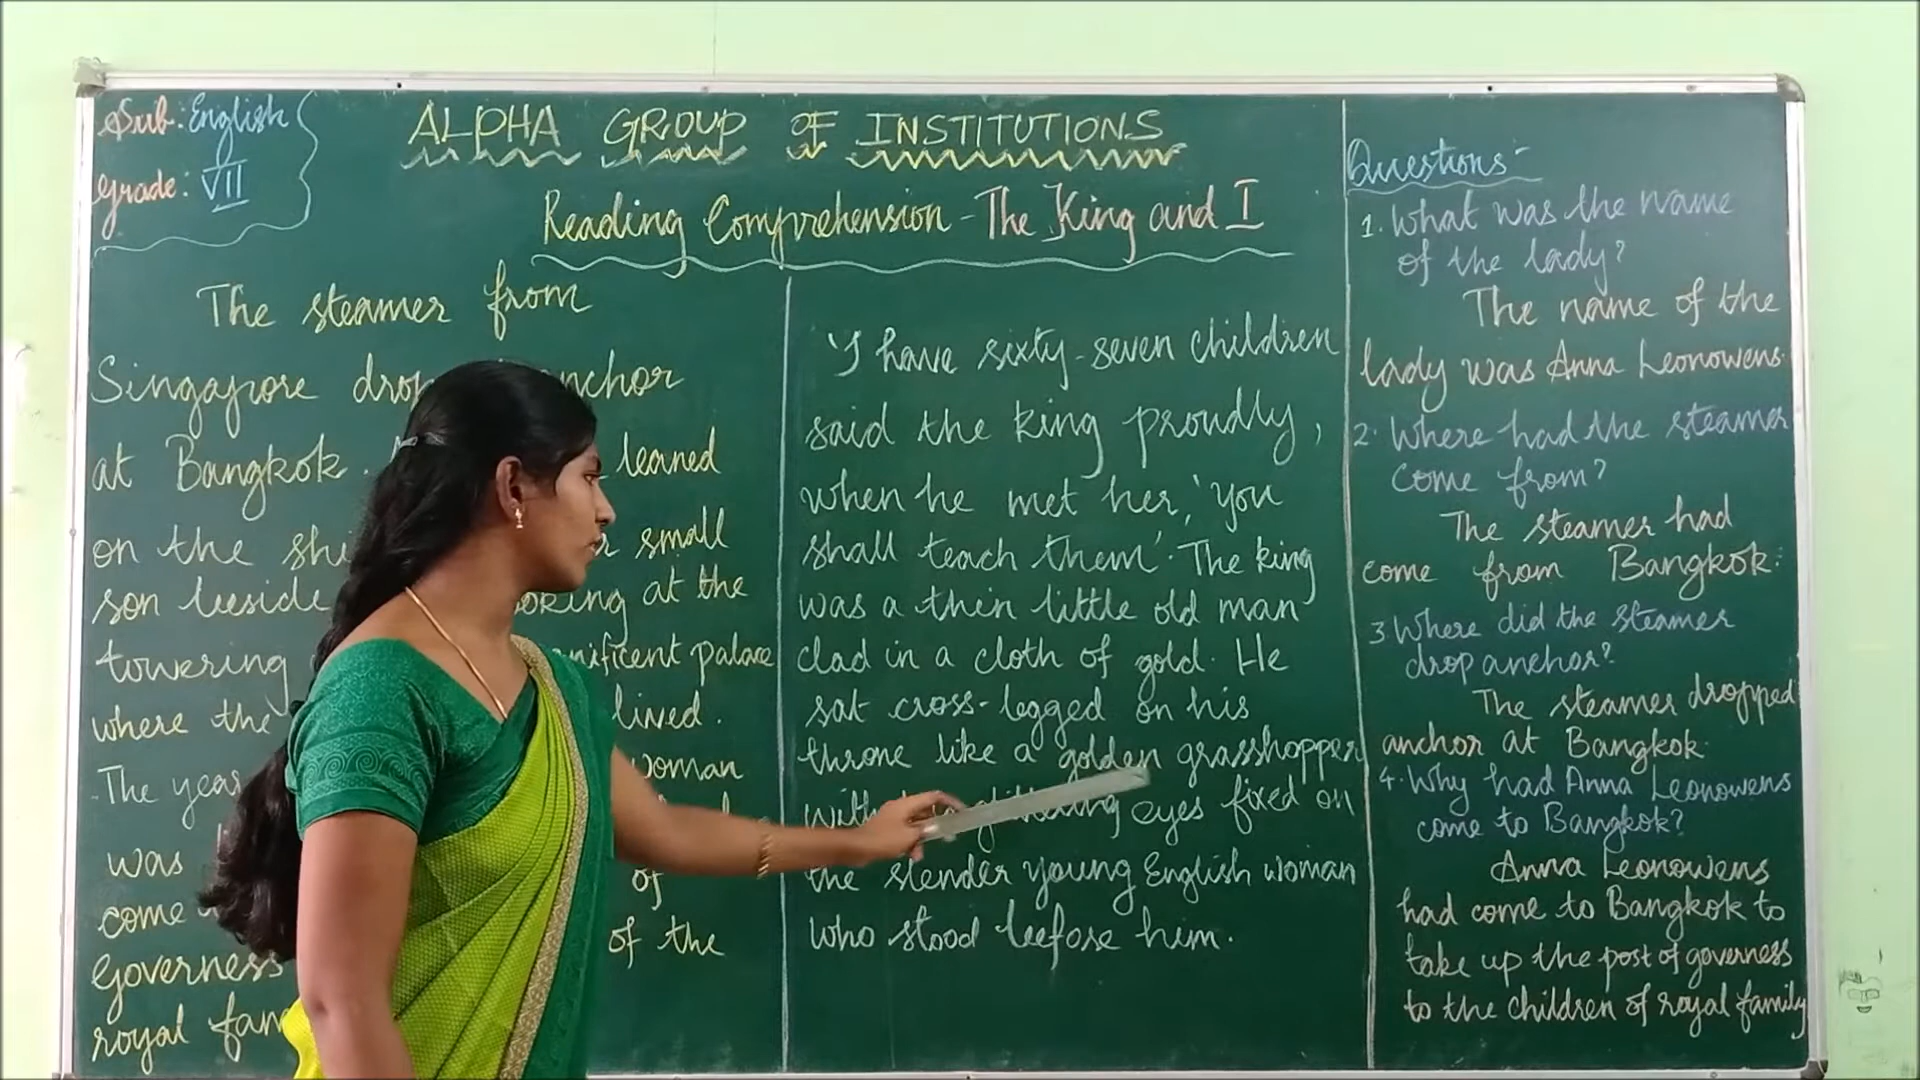 Sub: English
Grade: VII
ALPHA GROUP OF INSTITUTIONS
Reading Comprehension - The King and I
The steamer from
Singapore anchor
at Bangkok. leaned
on the small
son beside at the
towering palace
where the lived.
The year woman
was of
come of the
Governess
royal
'I have sixty-seven children
said the king proudly,
when he met her, 'you
shall teach them'. The king
was a thin little old man
clad in a cloth of gold. He
sat cross-legged on his
throne like a golden grasshopper
with glittering eyes fixed on
the slender young English woman
who stood before him.
Questions:-
1. What was the name
of the lady?
The name of the
lady was Anna Leonowens.
2. Where had the steamer
come from?
The steamer had
come from Bangkok.
3. Where did the steamer
drop anchor?
The steamer dropped
anchor at Bangkok.
4. Why had Anna Leonowens
come to Bangkok?
Anna Leonowens
had come to Bangkok to
take up the post of governess
to the children of royal family